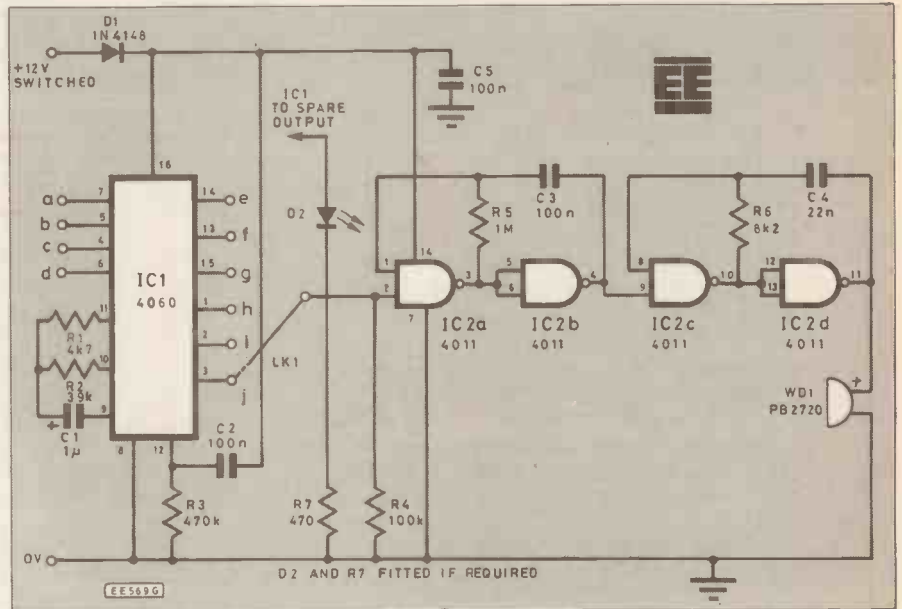 D1
1N4148
+12V
SWITCHED
C5
100n
EE
IC1
TO SPARE
OUTPUT
16
a
7
14
e
b
5
13
f
c
4
15
g
d
6
1
h
IC1
4060
2
i
3
j
11
R1
4k7
10
R2
39k
9
+
C1
1µ
8
12
C2
100n
R3
470k
LK1
D2
R7
470
R4
100k
14
1
2
3
7
IC2a
4011
R5
1M
C3
100n
5
6
4
IC2b
4011
8
9
10
IC2c
4011
R6
8k2
C4
22n
12
13
11
IC2d
4011
+
WD1
PB2720
0V
D2 AND R7 FITTED IF REQUIRED
EE569G